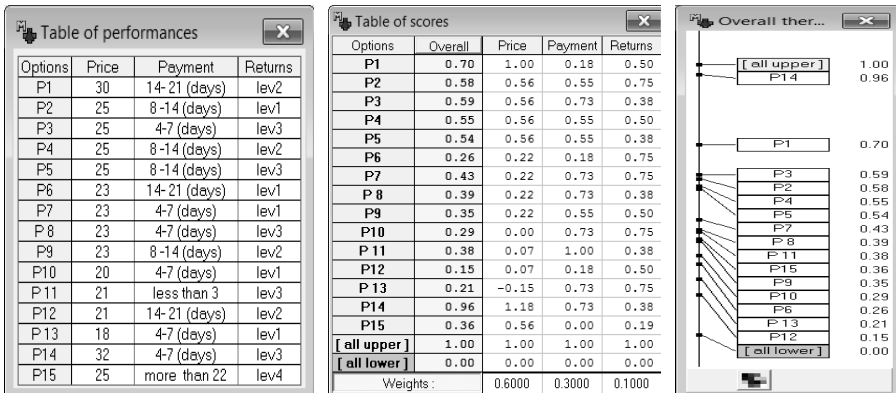 Table of performances
Options Price Payment Returns
P1 30 14-21 (days) lev2
P2 25 8-14 (days) lev1
P3 25 4-7 (days) lev3
P4 25 8-14 (days) lev2
P5 25 8-14 (days) lev3
P6 23 14-21 (days) lev1
P7 23 4-7 (days) lev1
P 8 23 4-7 (days) lev3
P9 23 8-14 (days) lev2
P10 20 4-7 (days) lev1
P 11 21 less than 3 lev3
P12 21 14-21 (days) lev2
P 13 18 4-7 (days) lev1
P14 32 4-7 (days) lev3
P15 25 more than 22 lev4
Table of scores
Options Overall Price Payment Returns
P1 0.70 1.00 0.18 0.50
P2 0.58 0.56 0.55 0.75
P3 0.59 0.56 0.73 0.38
P4 0.55 0.56 0.55 0.50
P5 0.54 0.56 0.55 0.38
P6 0.26 0.22 0.18 0.75
P7 0.43 0.22 0.73 0.75
P 8 0.39 0.22 0.73 0.38
P9 0.35 0.22 0.55 0.50
P10 0.29 0.00 0.73 0.75
P 11 0.38 0.07 1.00 0.38
P12 0.15 0.07 0.18 0.50
P 13 0.21 -0.15 0.73 0.75
P14 0.96 1.18 0.73 0.38
P15 0.36 0.56 0.00 0.19
[ all upper ] 1.00 1.00 1.00 1.00
[ all lower ] 0.00 0.00 0.00 0.00
Weights : 0.6000 0.3000 0.1000
Overall ther...
[ all upper ] 1.00
P14 0.96
P1 0.70
P3 0.59
P2 0.58
P4 0.55
P5 0.54
P7 0.43
P 8 0.39
P 11 0.38
P15 0.36
P9 0.35
P10 0.29
P6 0.26
P 13 0.21
P12 0.15
[ all lower ] 0.00